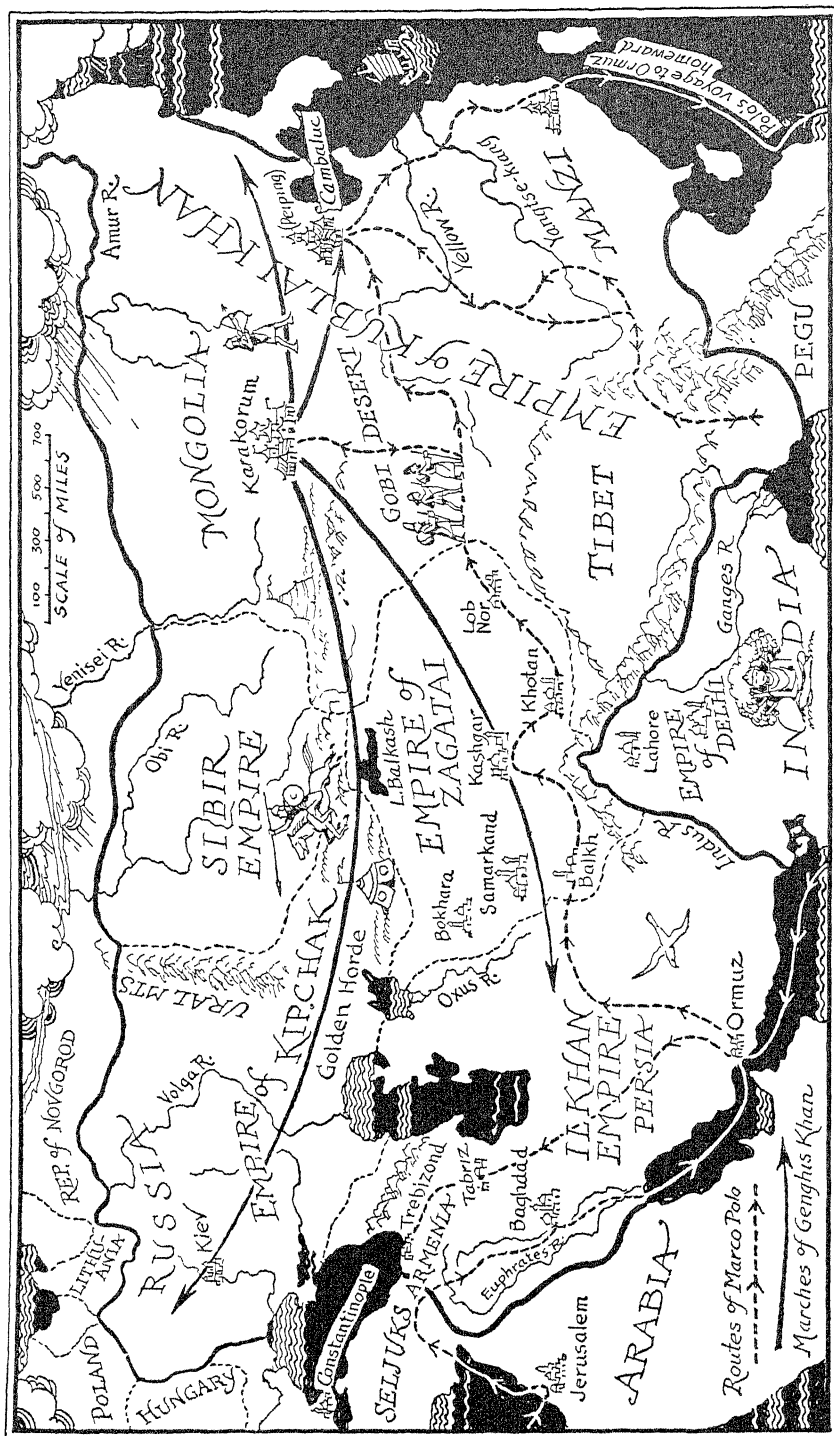 REP. of NOVGOROD
POLAND
LITHU-
ANIA
HUNGARY
RUSSIA
Kiev
Volga R.
URAL MTS
EMPIRE of KIPCHAK
Golden Horde
SIBIR
EMPIRE
Obi R.
Yenisei R.
100 300 500 700
SCALE of MILES
MONGOLIA
Karakorum
Amur R.
EMPIRE of KUBLAI KHAN
(Peiping)
Cambaluc
GOBI DESERT
Yellow R.
Yangtse-kiang
MANZI
Polos voyage to Ormuz
homeward
PEGU
TIBET
Lob
Nor
Khotan
Kashgar
L. Balkash
EMPIRE of
ZAGATAI
Bokhara
Samarkand
Balkh
Oxus R.
Constantinople
SELJUKS
ARMENIA
Trebizond
Tabriz
Baghdad
Euphrates R.
Jerusalem
ARABIA
ILKHAN
EMPIRE
PERSIA
Ormuz
Indus R.
Lahore
EMPIRE
of
DELHI
INDIA
Ganges R.
Routes of Marco Polo
Marches of Genghus Khan